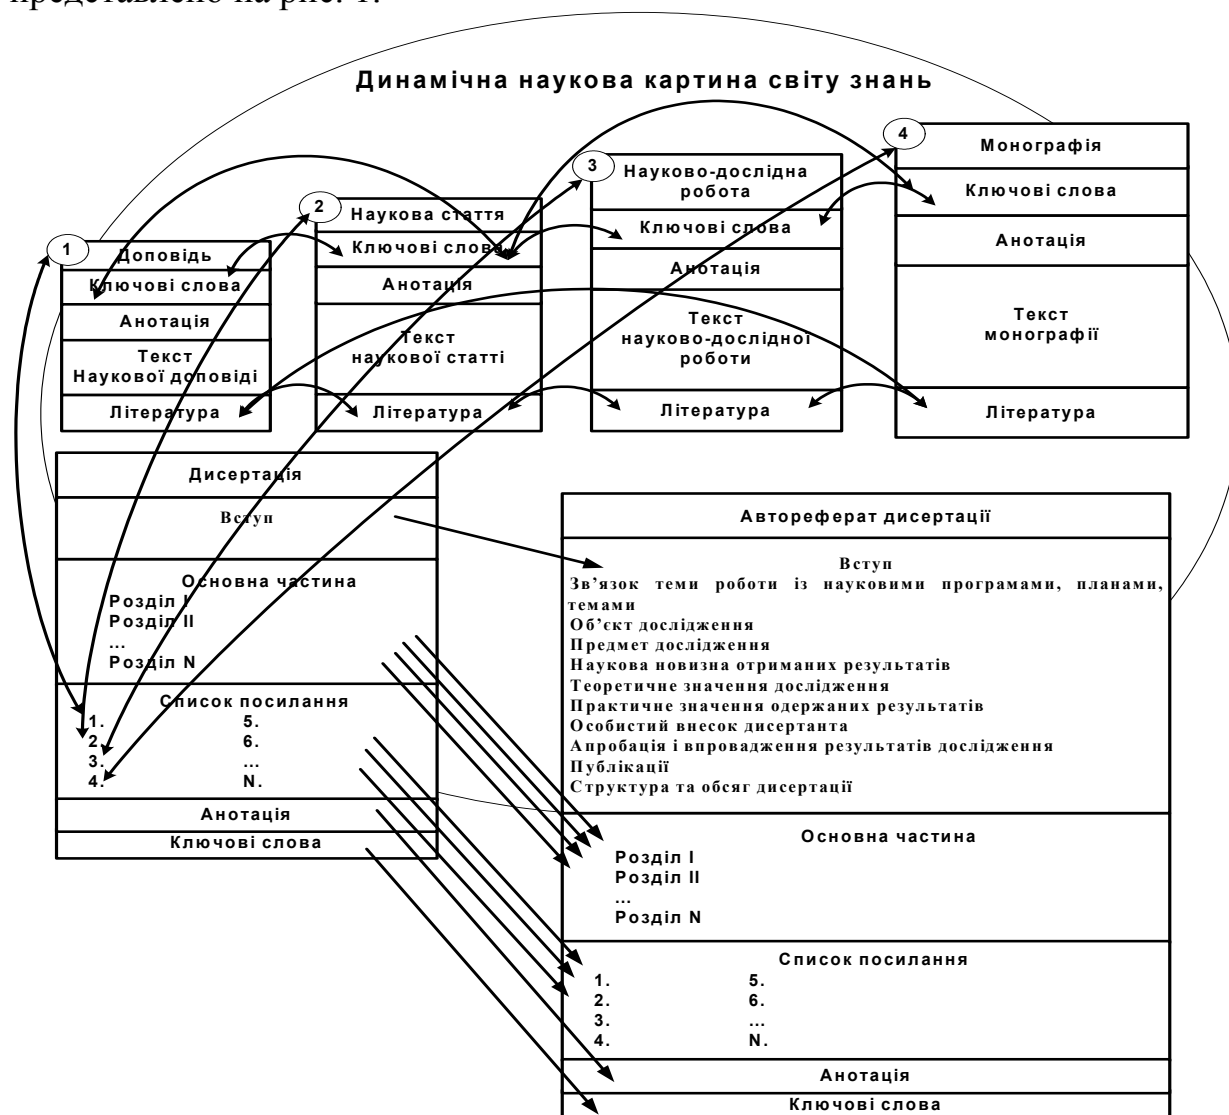 представлено на рис. 1.
Динамічна наукова картина світу знань
1
Доповідь
Ключові слова
Анотація
Текст
Наукової доповіді
Література
2
Наукова стаття
Ключові слова
Анотація
Текст
наукової статті
Література
3
Науково-дослідна
робота
Ключові слова
Анотація
Текст
науково-дослідної
роботи
Література
4
Монографія
Ключові слова
Анотація
Текст
монографії
Література
Дисертація
Вступ
Основна частина
Розділ I
Розділ II
...
Розділ N
Список посилання
1. 5.
2. 6.
3. ...
4. N.
Анотація
Ключові слова
Автореферат дисертації
Вступ
Зв’язок теми роботи із науковими програмами, планами,
темами
Об’єкт дослідження
Предмет дослідження
Наукова новизна отриманих результатів
Теоретичне значення дослідження
Практичне значення одержаних результатів
Особистий внесок дисертанта
Апробація і впровадження результатів дослідження
Публікації
Структура та обсяг дисертації
Основна частина
Розділ I
Розділ II
...
Розділ N
Список посилання
1. 5.
2. 6.
3. ...
4. N.
Анотація
Ключові слова